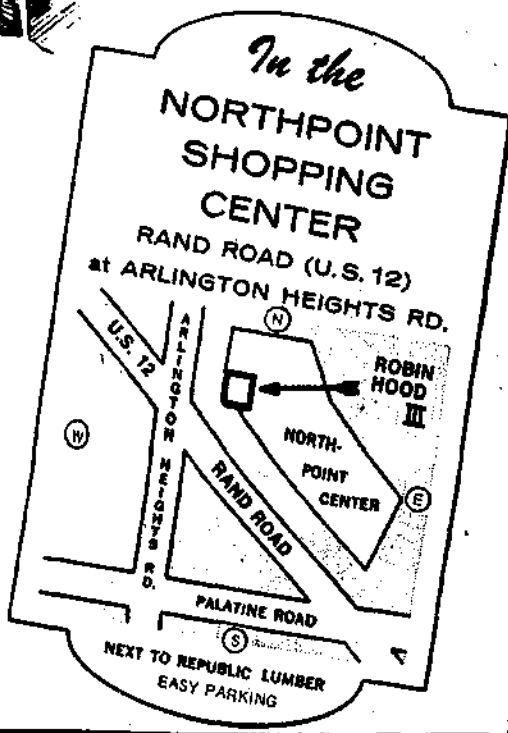 In the
NORTHPOINT
SHOPPING
CENTER
RAND ROAD (U.S. 12)
at ARLINGTON HEIGHTS RD.
N
U.S. 12
ARLINGTON HEIGHTS RD.
ROBIN
HOOD
III
W
NORTH-
POINT
CENTER
E
RAND ROAD
PALATINE ROAD
S
NEXT TO REPUBLIC LUMBER
EASY PARKING